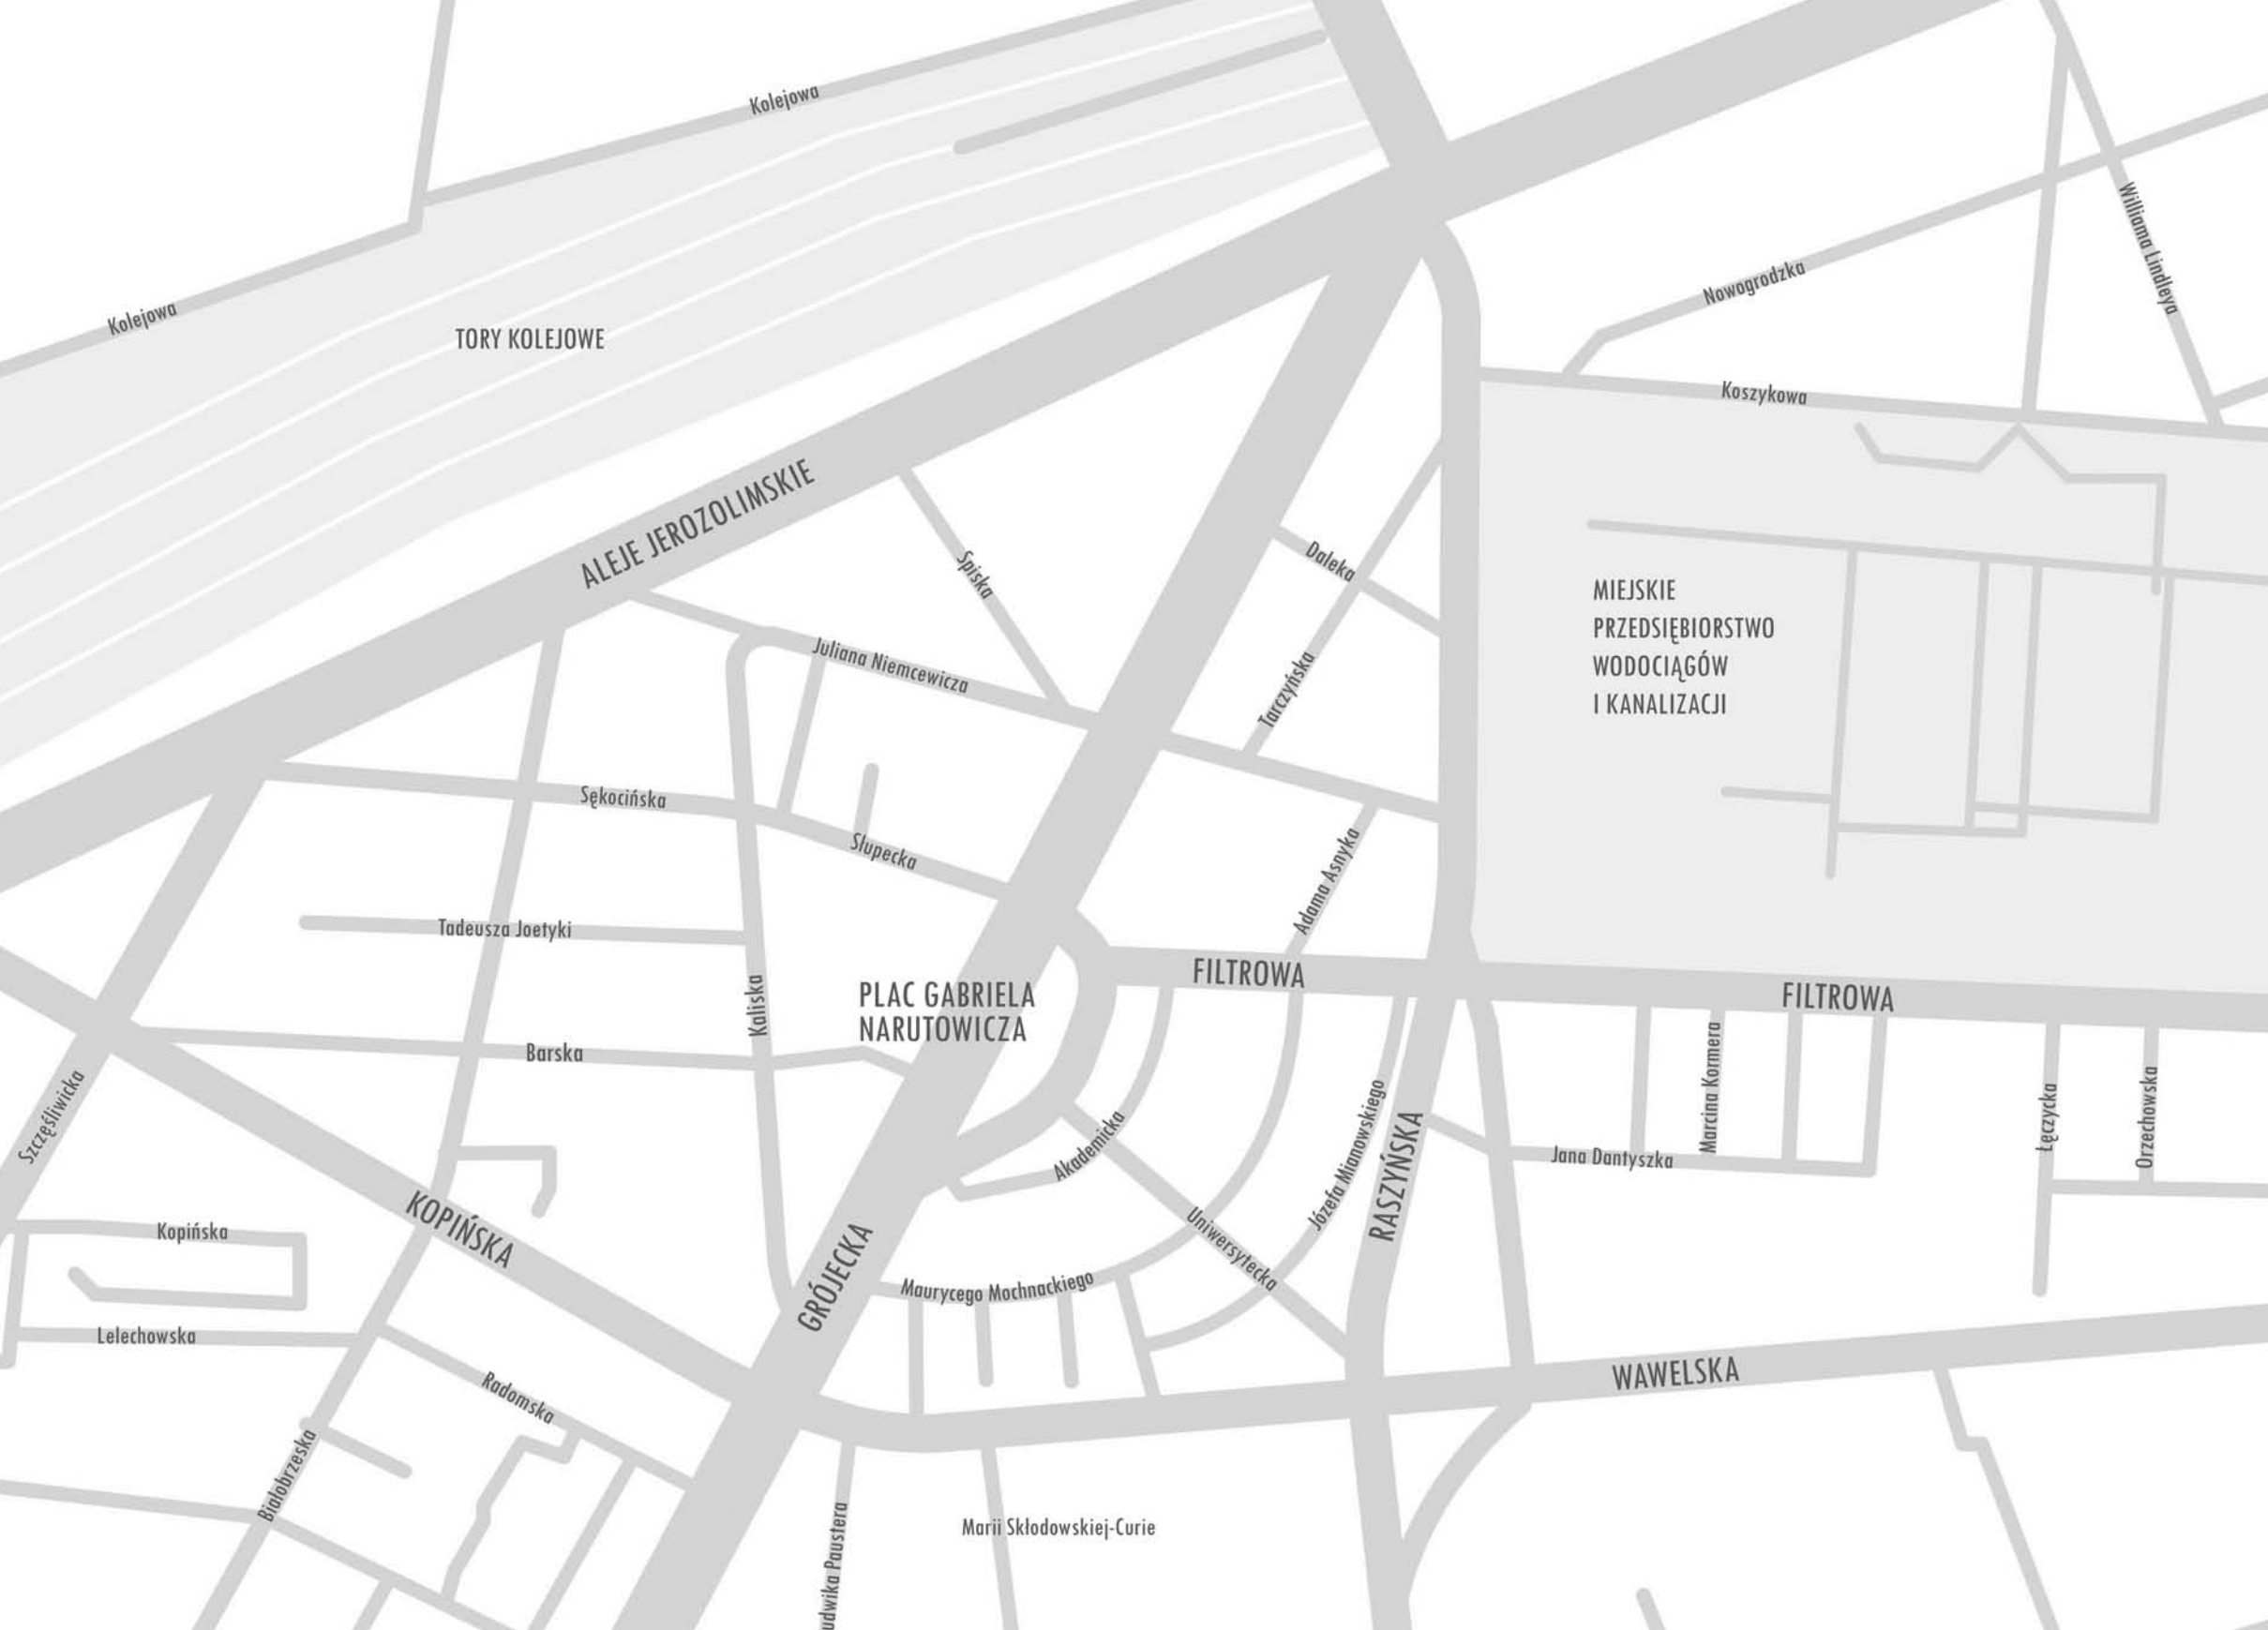 Kolejowa
Kolejowa
TORY KOLEJOWE
Williama Lindleya
Nowogrodzka
Koszykowa
ALEJE JEROZOLIMSKIE
Spiska
Daleka
MIEJSKIE
PRZEDSIĘBIORSTWO
WODOCIĄGÓW
I KANALIZACJI
Juliana Niemcewicza
Tarczyńska
Sękocińska
Słupecka
Adama Asnyka
Tadeusza Joetyki
FILTROWA
FILTROWA
PLAC GABRIELA
NARUTOWICZA
Kaliska
Barska
Szczęśliwicka
Akademicka
Józefa Mianowskiego
RASZYŃSKA
Marcina Kormera
Jana Dantyszka
Łęczycka
Orzechowska
Kopińska
KOPIŃSKA
Uniwersytecka
GRÓJECKA
Maurycego Mochnackiego
Lelechowska
Radomska
WAWELSKA
Białobrzeska
udwika Paustera
Marii Skłodowskiej-Curie